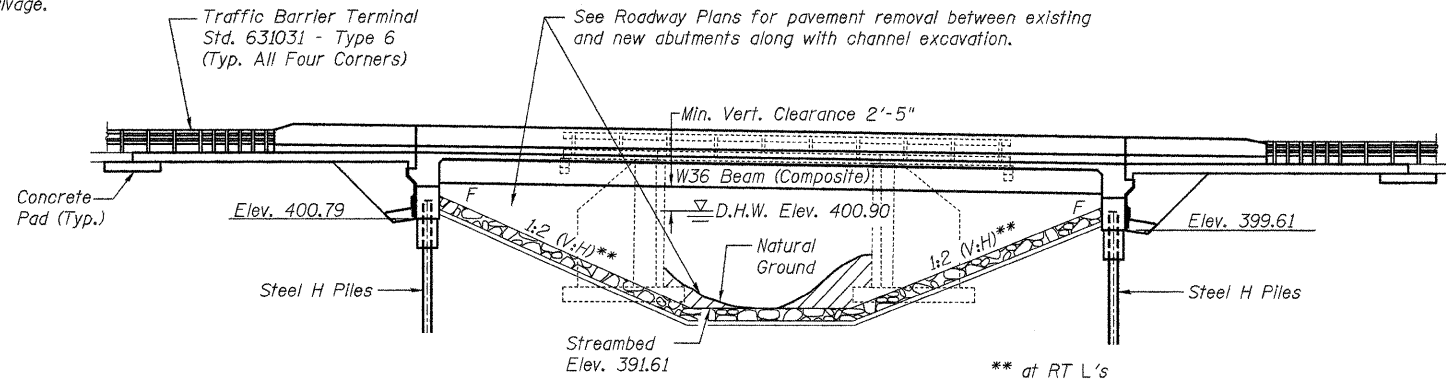 Traffic Barrier Terminal
Std. 631031 - Type 6
(Typ. All Four Corners)
See Roadway Plans for pavement removal between existing
and new abutments along with channel excavation.
Min. Vert. Clearance 2'-5"
W36 Beam (Composite)
Concrete
Pad (Typ.)
Elev. 400.79
F
D.H.W. Elev. 400.90
F
Elev. 399.61
1:2 (V:H)**
Natural
Ground
1:2 (V:H)**
Steel H Piles
Steel H Piles
Streambed
Elev. 391.61
** at RT L's